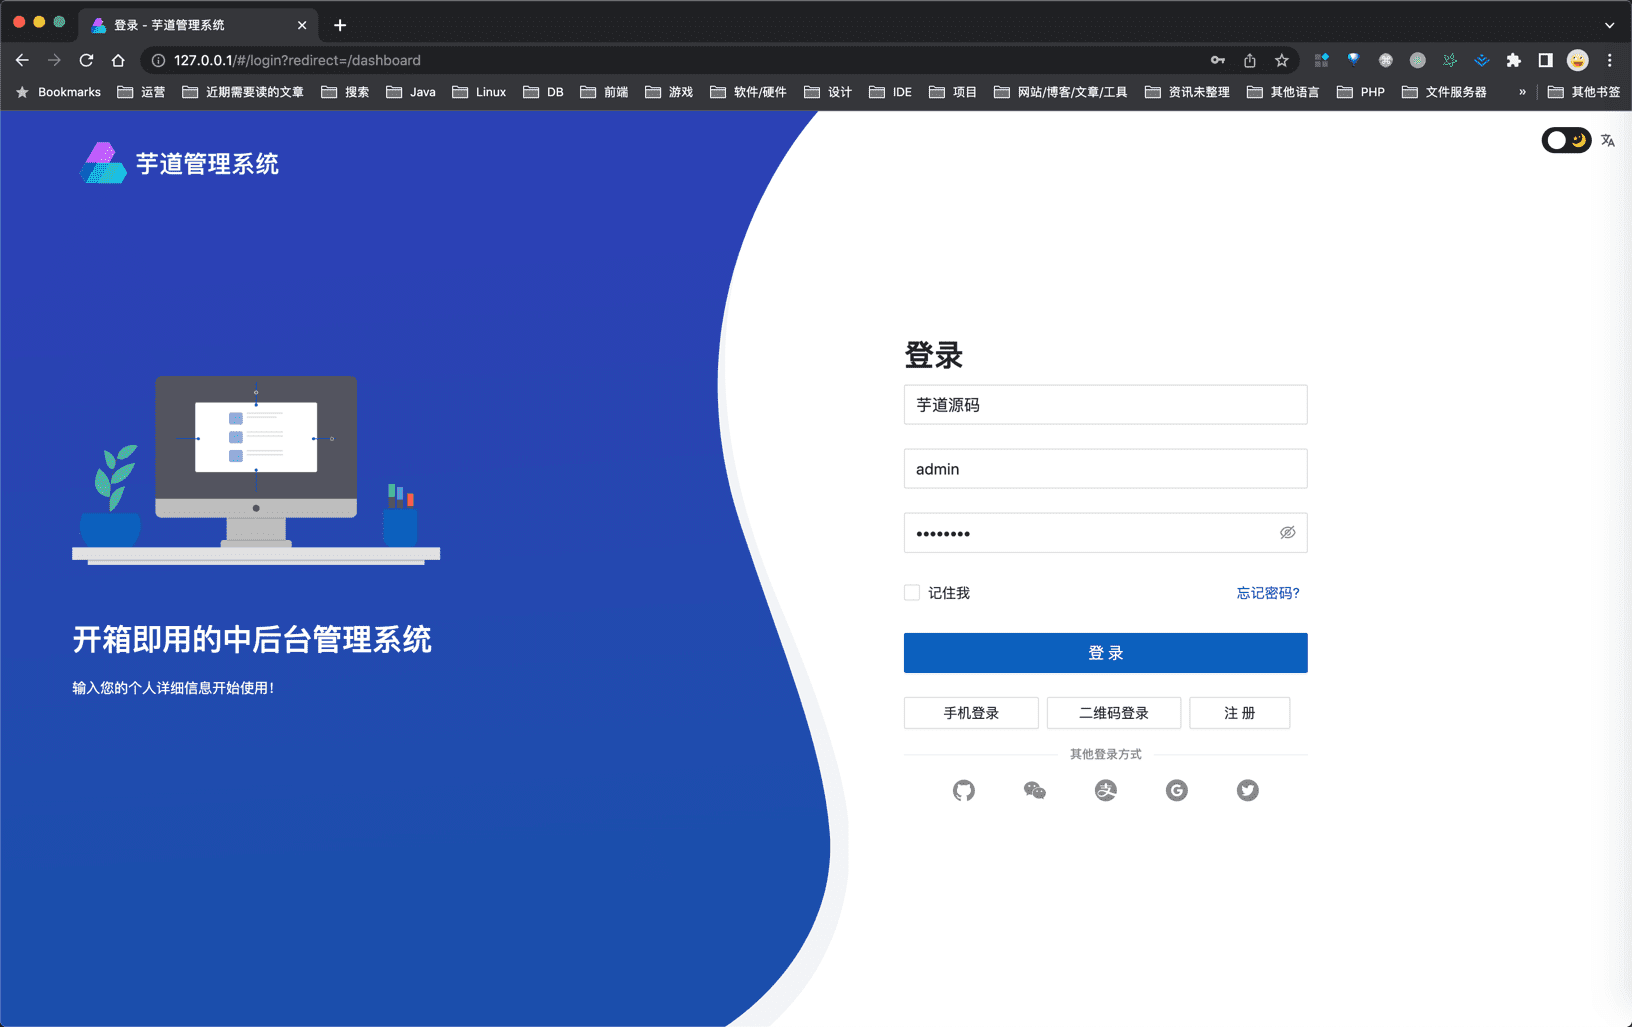 登录 - 芋道管理系统
127.0.0.1/#/login?redirect=/dashboard
Bookmarks 运营 近期需要读的文章 搜索 Java Linux DB 前端 游戏 软件/硬件 设计 IDE 项目 网站/博客/文章/工具 资讯未整理 其他语言 PHP 文件服务器 » 其他书签
芋道管理系统
登录
芋道源码
admin
••••••••
记住我 忘记密码?
登 录
手机登录 二维码登录 注 册
其他登录方式
开箱即用的中后台管理系统
输入您的个人详细信息开始使用!